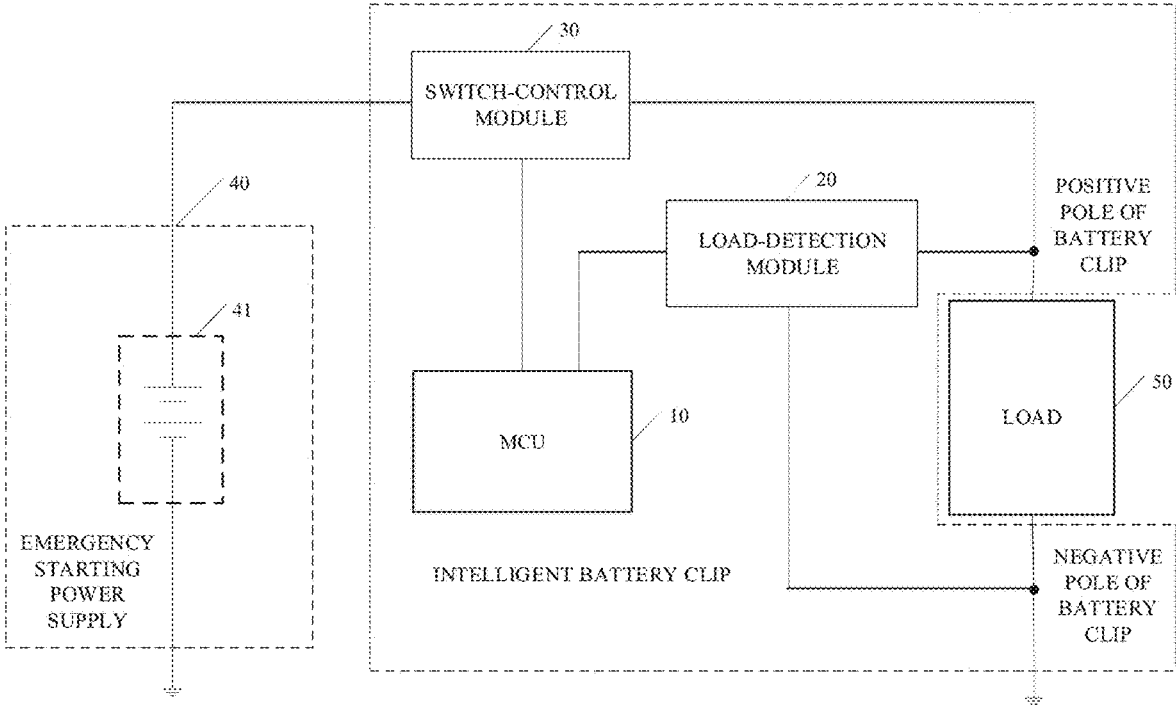 30
SWITCH-CONTROL
MODULE
40
20
LOAD-DETECTION
MODULE
POSITIVE
POLE OF
BATTERY
CLIP
41
MCU
10
LOAD
50
EMERGENCY
STARTING
POWER
SUPPLY
INTELLIGENT BATTERY CLIP
NEGATIVE
POLE OF
BATTERY
CLIP